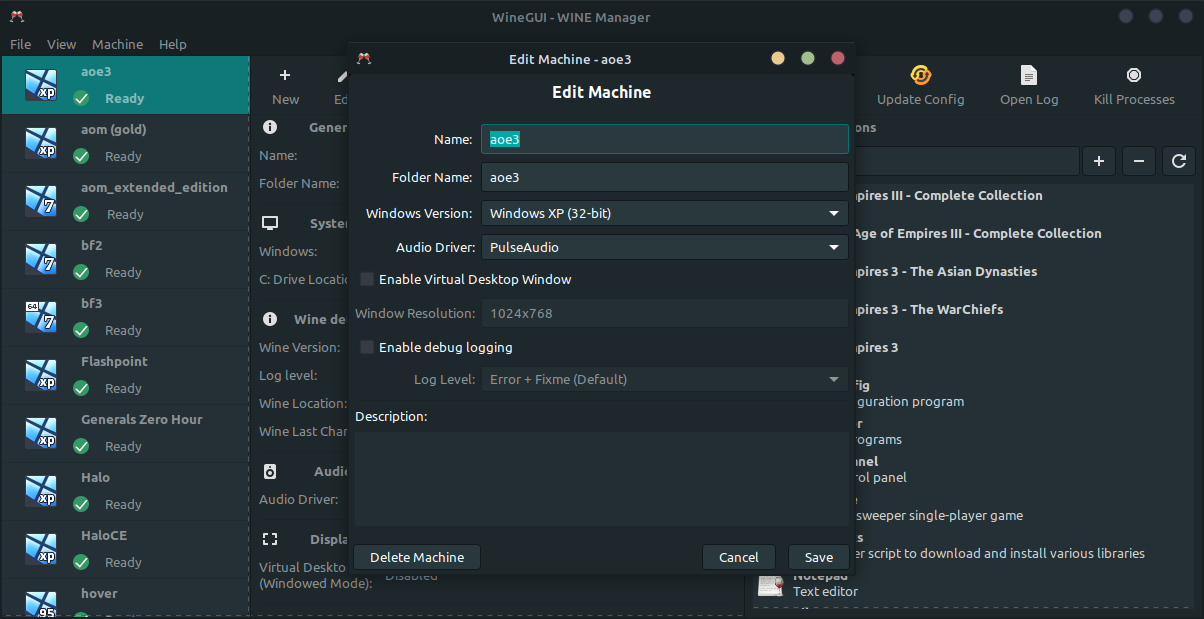 WineGUI - WINE Manager
File View Machine Help
aoe3
Ready
aom (gold)
Ready
aom_extended_edition
Ready
bf2
Ready
bf3
Ready
Flashpoint
Ready
Generals Zero Hour
Ready
Halo
Ready
HaloCE
Ready
hover
xp
xp
7
7
64
7
xp
xp
xp
xp
95
New
Ed
Update Config
Open Log
Kill Processes
Gener
Name:
Folder Name:
Syste
Windows:
C: Drive Locatio
Wine de
Wine Version:
Log level:
Wine Location:
Wine Last Char
Audi
Audio Driver:
Displa
Virtual Deskto
(Windowed Mode):
Disabled
Edit Machine - aoe3
Edit Machine
Name: aoe3
Folder Name: aoe3
Windows Version: Windows XP (32-bit)
Audio Driver: PulseAudio
Enable Virtual Desktop Window
Window Resolution: 1024x768
Enable debug logging
Log Level: Error + Fixme (Default)
Description:
Delete Machine
Cancel
Save
ons
pires III - Complete Collection
Age of Empires III - Complete Collection
pires 3 - The Asian Dynasties
pires 3 - The WarChiefs
pires 3
fig
guration program
r
rograms
nel
rol panel
e
sweeper single-player game
s
er script to download and install various libraries
Notepad
Text editor